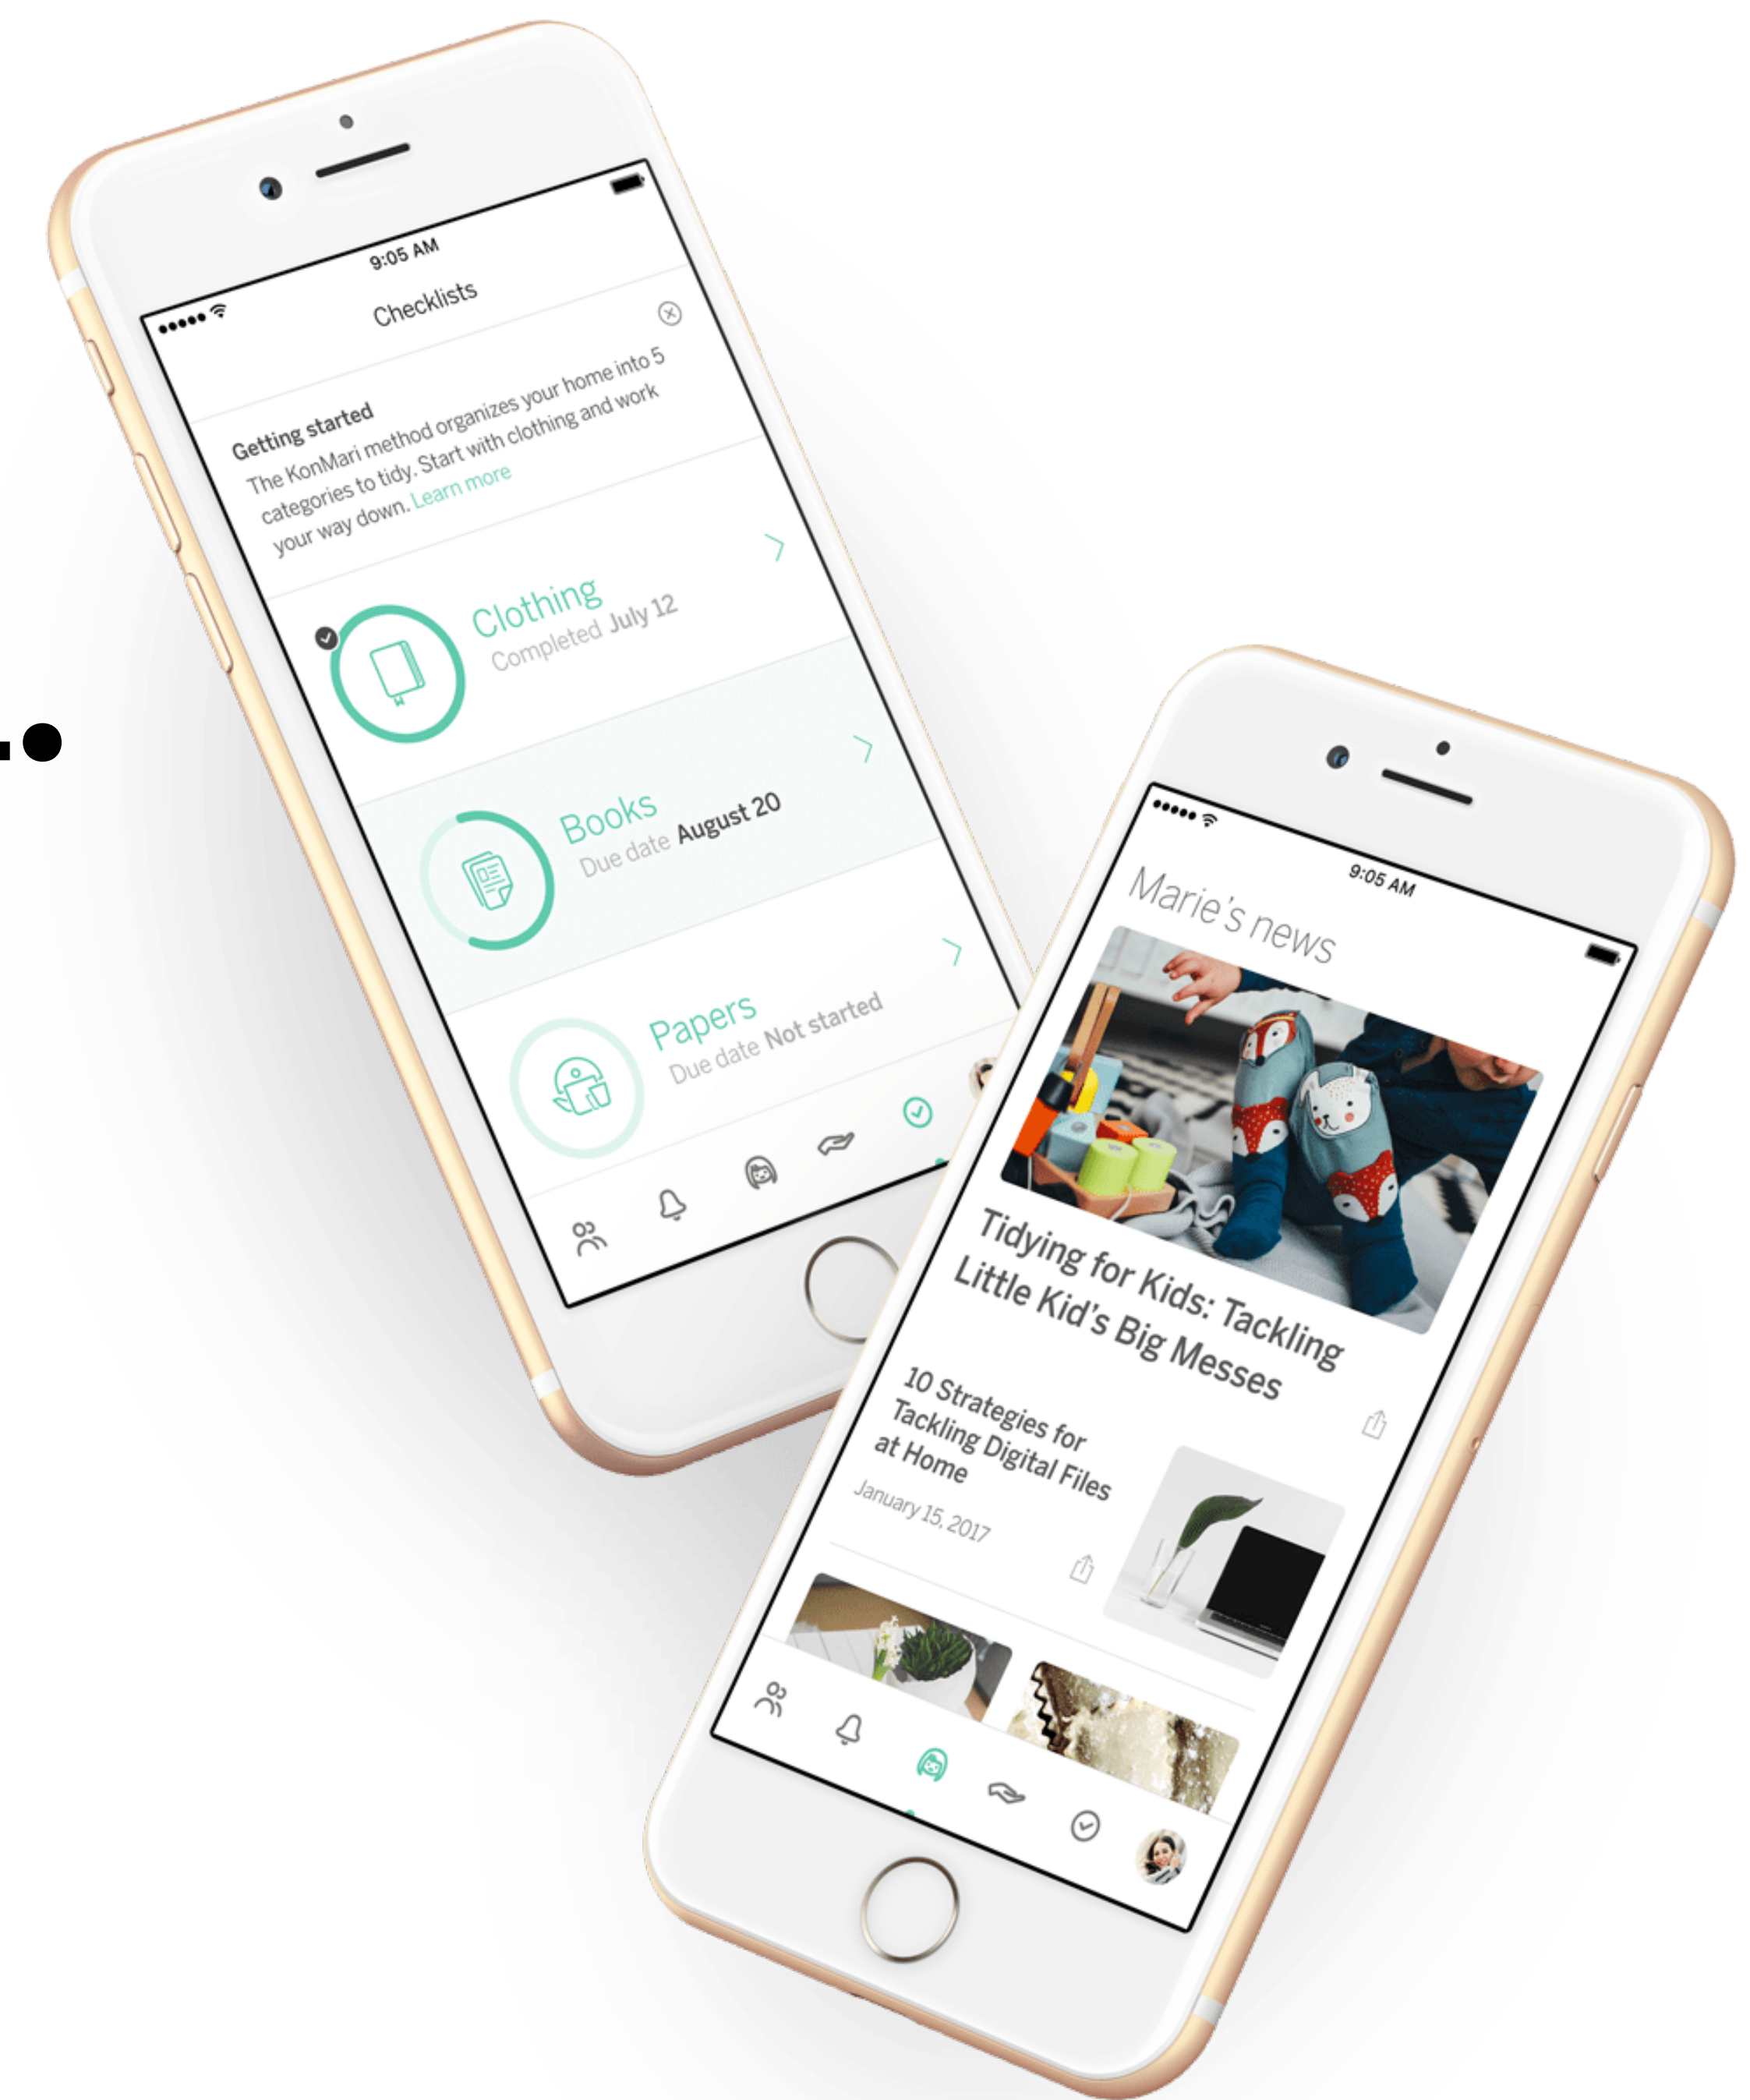 9:05 AM
Checklists
Getting started
The KonMari method organizes your home into 5
categories to tidy. Start with clothing and work
your way down. Learn more
Clothing
Completed July 12
Books
Due date August 20
Papers
Due date Not started
9:05 AM
Marie's news
Tidying for Kids: Tackling
Little Kid's Big Messes
10 Strategies for
Tackling Digital Files
at Home
January 15, 2017